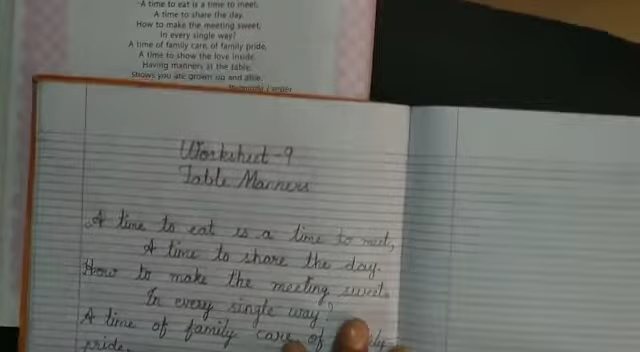 A time to eat is a time to meet,
A time to share the day.
How to make the meeting sweet,
In every single way?
A time of family care, of family pride,
A time to show the love inside.
Having manners at the table,
Shows you are grown up and able.
Worksheet-9
Table Manners
A time to eat is a time to meet,
A time to share the day.
How to make the meeting sweet.
In every single way?
A time of family care of
pride.